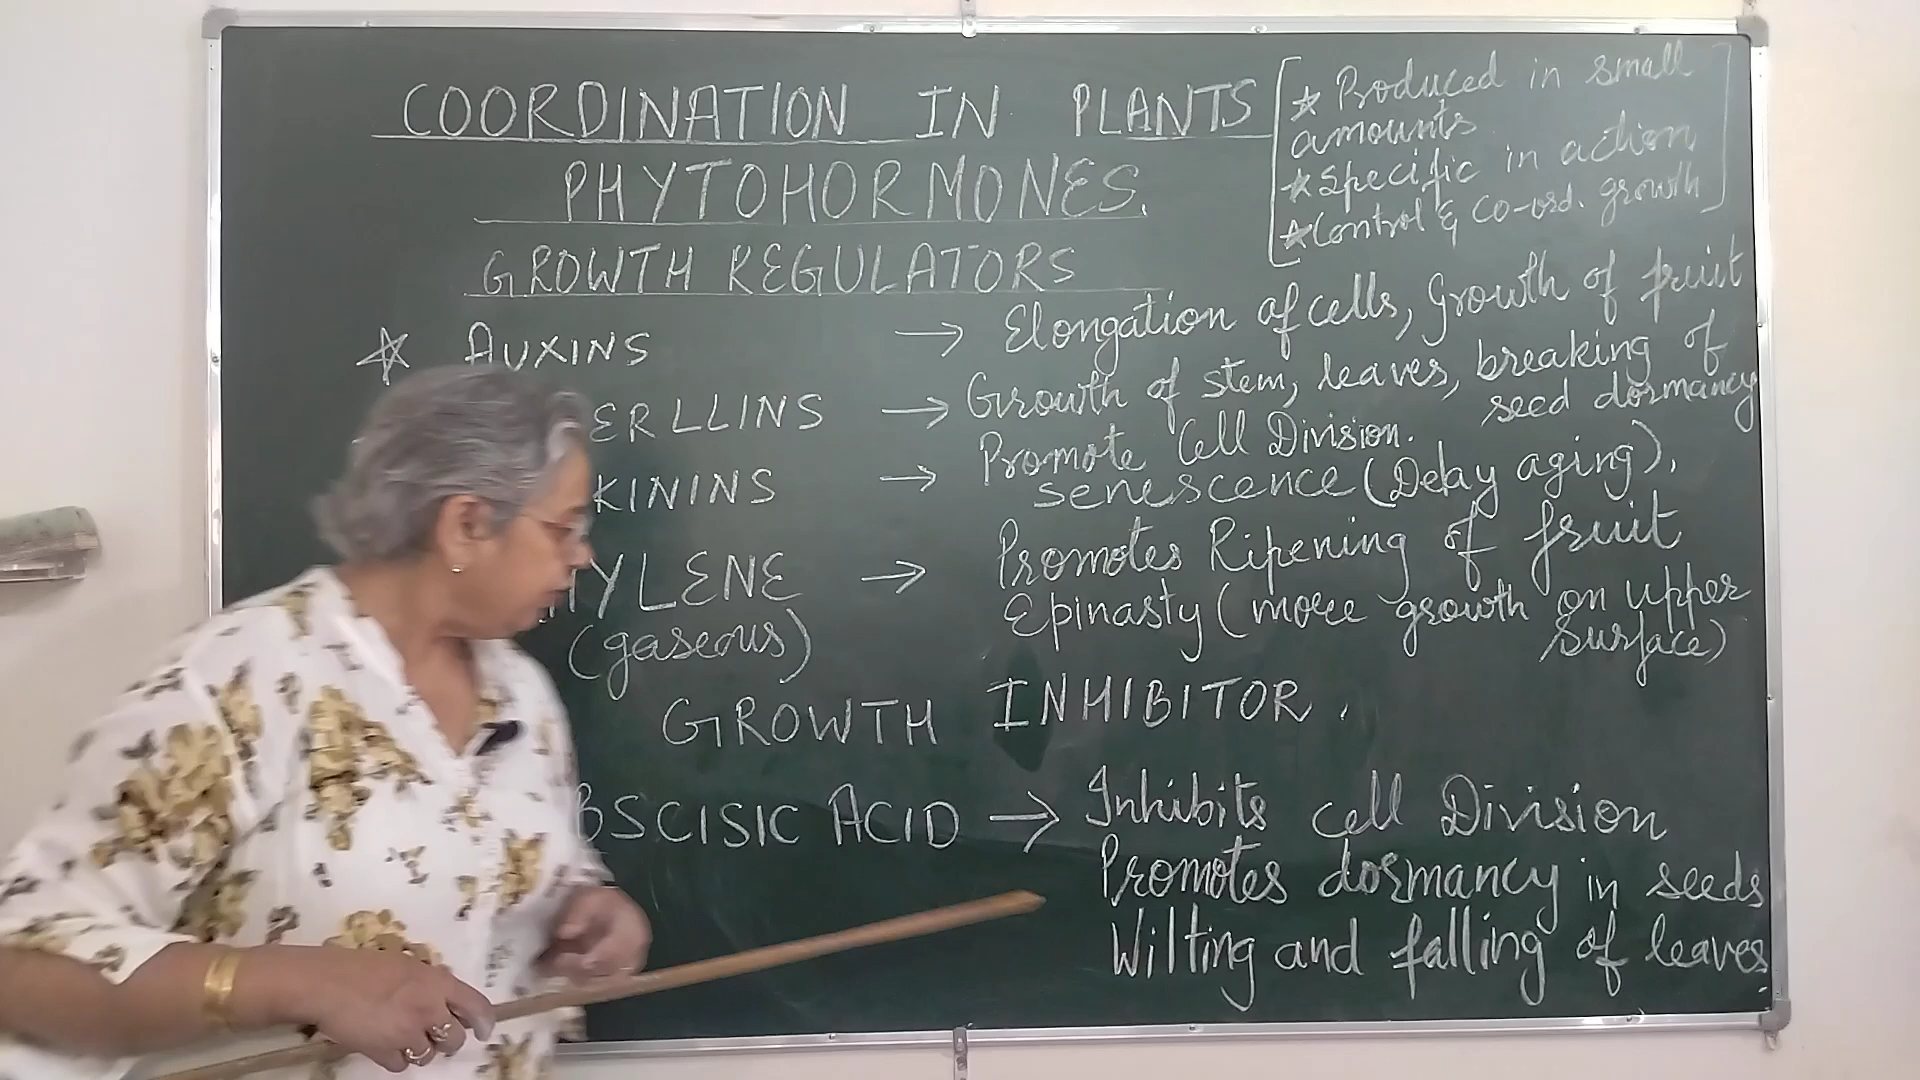 COORDINATION IN PLANTS
PHYTOHORMONES.
GROWTH REGULATORS
[★ Produced in small
amounts
★ Specific in action
★ Control & Co-ord. growth]
☆ AUXINS → Elongation of cells, Growth of fruit
ERLLINS → Growth of stem, leaves, breaking of
seed dormancy
KININS → Promote Cell Division.
senescence (Delay aging),
YLENE → Promotes Ripening of fruit
(gaseous) Epinasty (more growth on upper
surface)
GROWTH INHIBITOR.
BSCISIC ACID → Inhibits cell Division
Promotes dormancy in seeds
Wilting and falling of leaves.